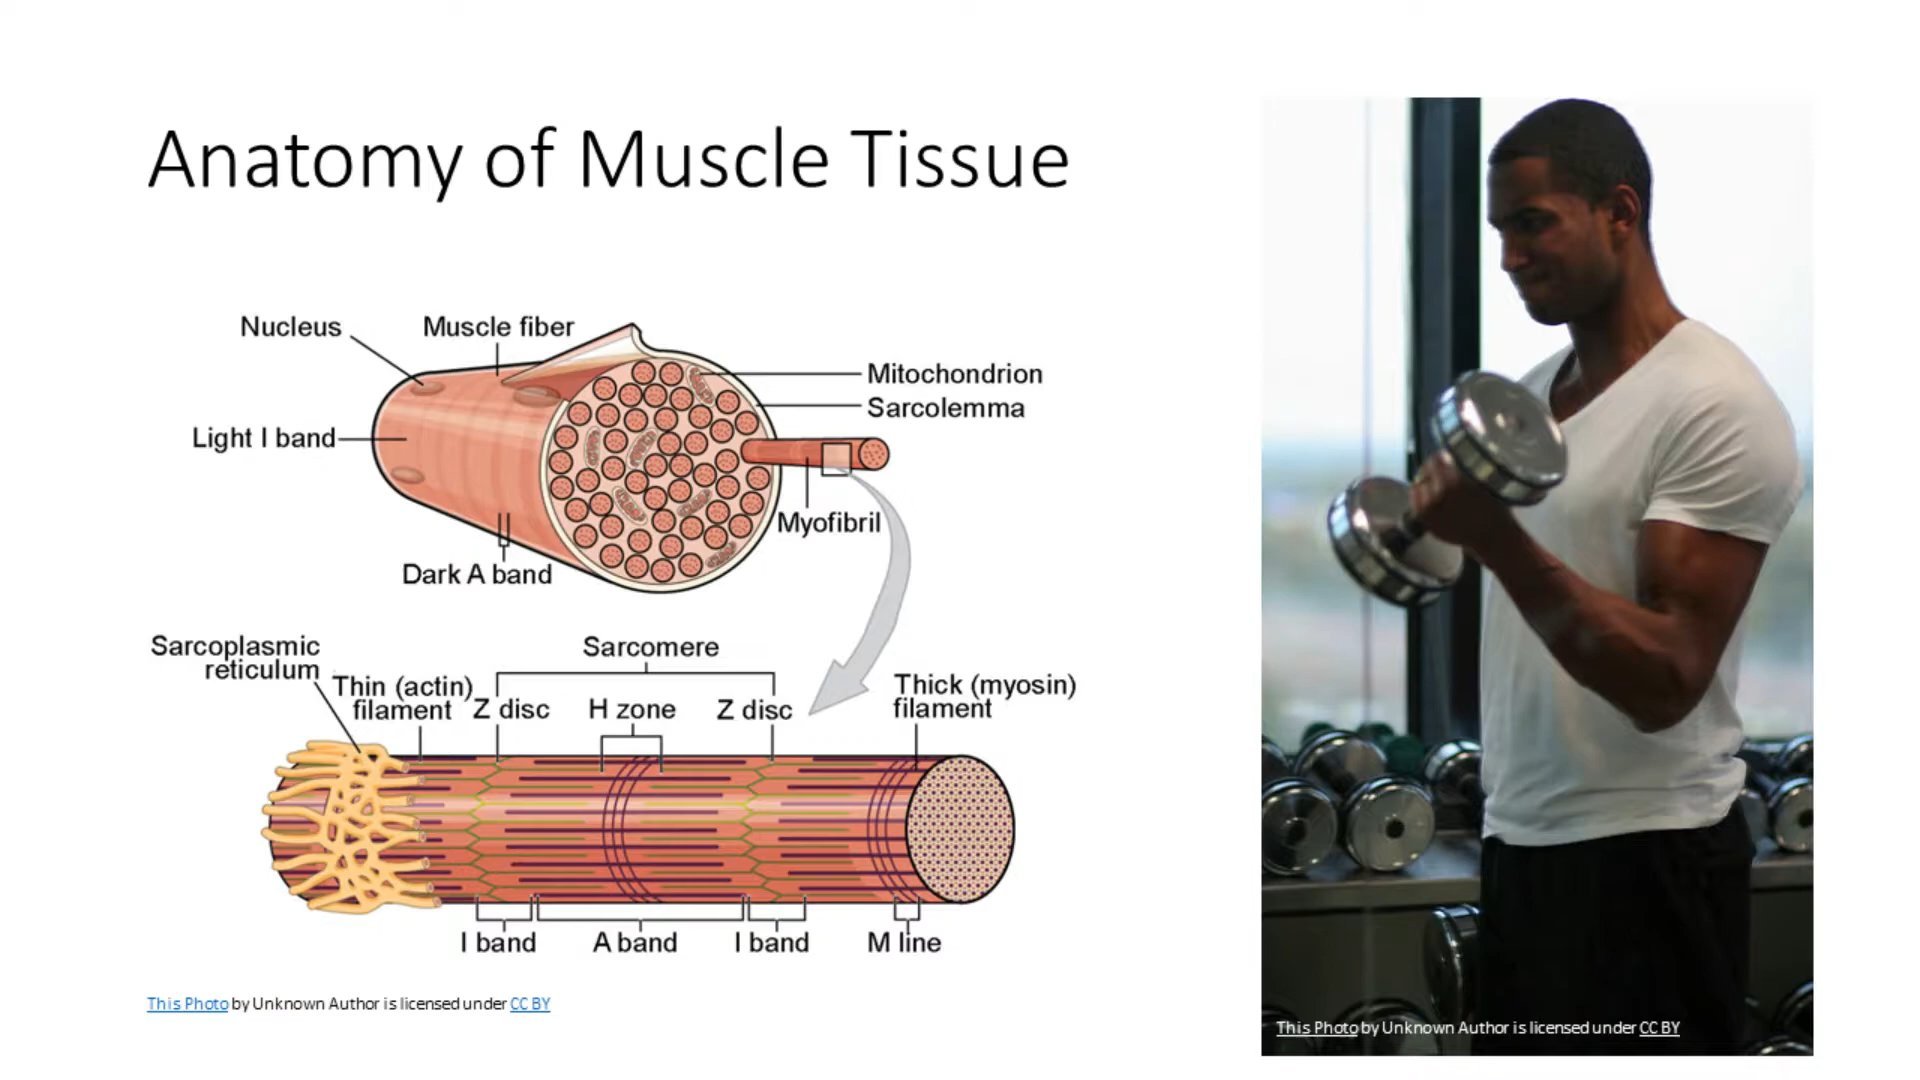 Anatomy of Muscle Tissue
Nucleus
Muscle fiber
Mitochondrion
Sarcolemma
Light I band
Myofibril
Dark A band
Sarcoplasmic
reticulum
Sarcomere
Thin (actin)
filament
Z disc
H zone
Z disc
Thick (myosin)
filament
I band
A band
I band
M line
This Photo by Unknown Author is licensed under CC BY
This Photo by Unknown Author is licensed under CC BY